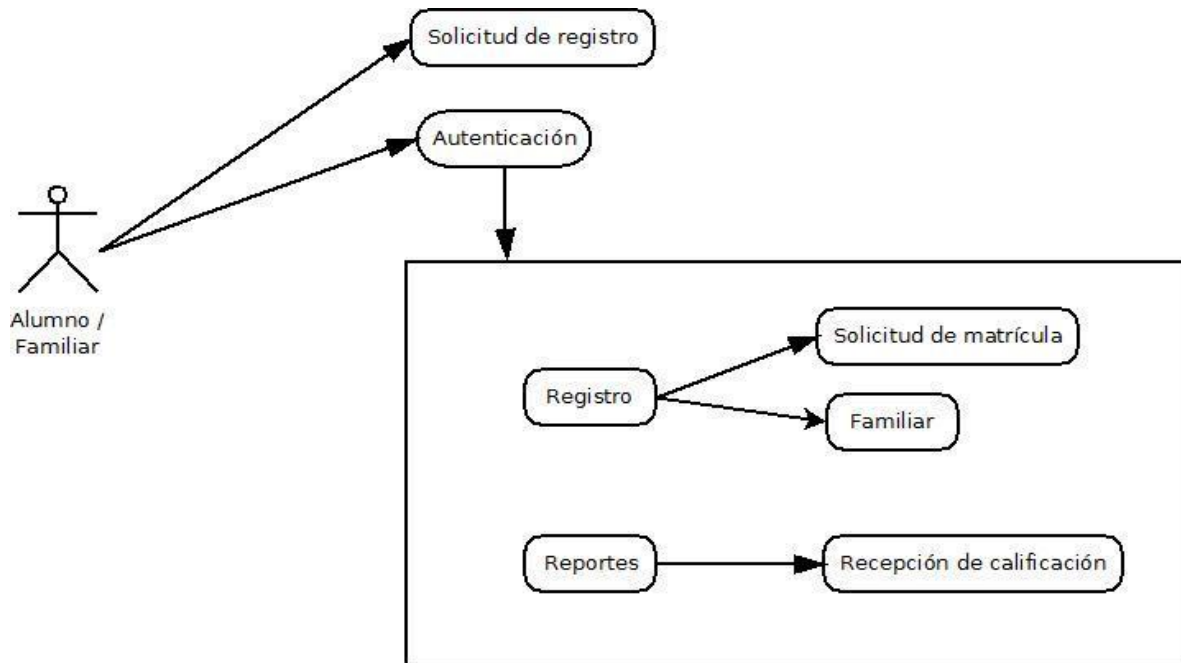 Solicitud de registro
Autenticación
Alumno /
Familiar
Solicitud de matrícula
Registro
Familiar
Reportes
Recepción de calificación